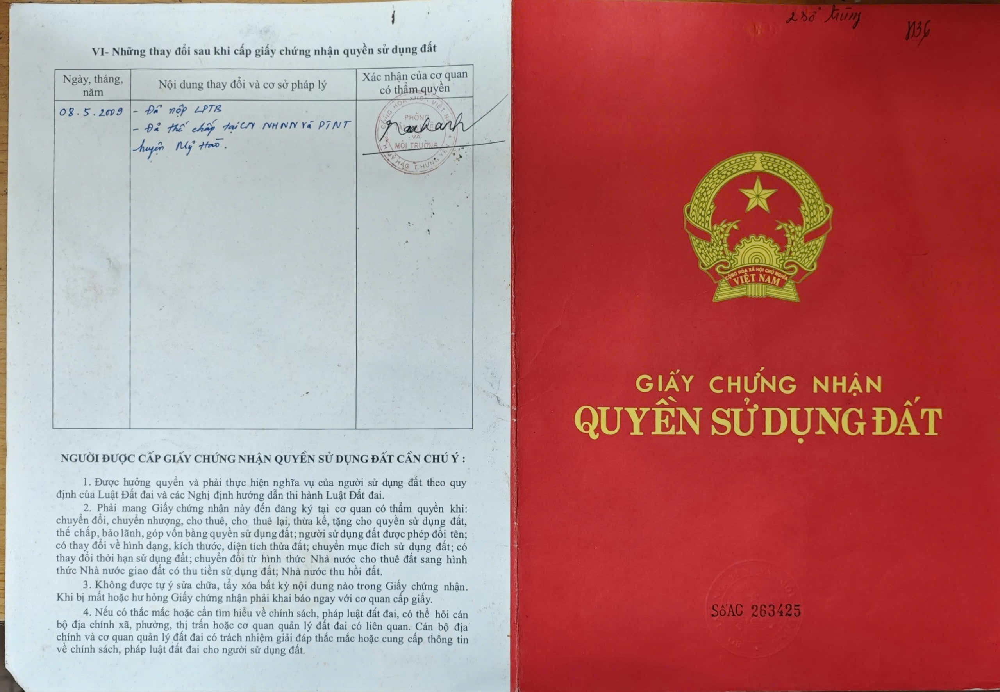 VI- Những thay đổi sau khi cấp giấy chứng nhận quyền sử dụng đất
Ngày, tháng, năm
Nội dung thay đổi và cơ sở pháp lý
Xác nhận của cơ quan có thẩm quyền
08.5.2009
- Đã nộp LPTB
- Đã thế chấp tại CN NHNN và PTNT
huyện Mỹ Hào.
CỘNG HÒA XHCN VIỆT NAM
PHÒNG
VÀ
MÔI TRƯỜNG
H. MỸ HÀO T. HƯNG YÊN
NGƯỜI ĐƯỢC CẤP GIẤY CHỨNG NHẬN QUYỀN SỬ DỤNG ĐẤT CẦN CHÚ Ý :
1. Được hưởng quyền và phải thực hiện nghĩa vụ của người sử dụng đất theo quy
định của Luật Đất đai và các Nghị định hướng dẫn thi hành Luật Đất đai.
2. Phải mang Giấy chứng nhận này đến đăng ký tại cơ quan có thẩm quyền khi:
chuyển đổi, chuyển nhượng, cho thuê, cho thuê lại, thừa kế, tặng cho quyền sử dụng đất,
thế chấp, bảo lãnh, góp vốn bằng quyền sử dụng đất; người sử dụng đất được phép đổi tên;
có thay đổi về hình dạng, kích thước, diện tích thửa đất; chuyển mục đích sử dụng đất; có
thay đổi thời hạn sử dụng đất; chuyển đổi từ hình thức Nhà nước cho thuê đất sang hình
thức Nhà nước giao đất có thu tiền sử dụng đất; Nhà nước thu hồi đất.
3. Không được tự ý sửa chữa, tẩy xóa bất kỳ nội dung nào trong Giấy chứng nhận.
Khi bị mất hoặc hư hỏng Giấy chứng nhận phải khai báo ngay với cơ quan cấp giấy.
4. Nếu có thắc mắc hoặc cần tìm hiểu về chính sách, pháp luật đất đai, có thể hỏi cán
bộ địa chính xã, phường, thị trấn hoặc cơ quan quản lý đất đai có liên quan. Cán bộ địa
chính và cơ quan quản lý đất đai có trách nhiệm giải đáp thắc mắc hoặc cung cấp thông tin
về chính sách, pháp luật đất đai cho người sử dụng đất.
2 sổ trùng
CỘNG HÒA XÃ HỘI CHỦ NGHĨA
VIỆT NAM
GIẤY CHỨNG NHẬN
QUYỀN SỬ DỤNG ĐẤT
Số AC 263425